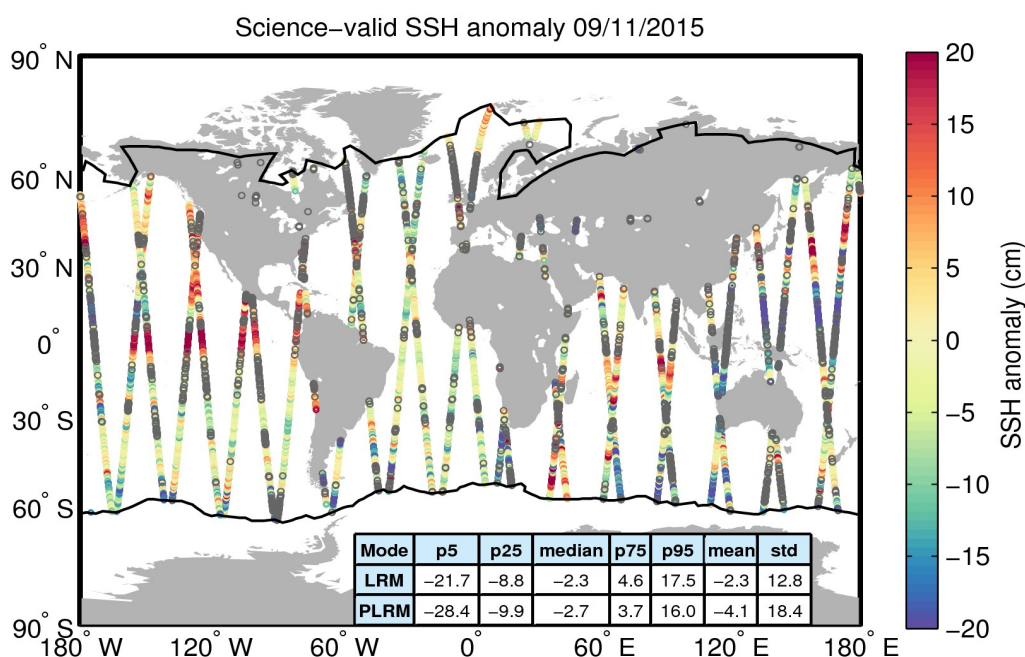 Science−valid SSH anomaly 09/11/2015
90° N
60° N
30° N
0°
30° S
60° S
90° S
180° W
120° W
60° W
0°
60° E
120° E
180° E
Mode p5 p25 median p75 p95 mean std
LRM −21.7 −8.8 −2.3 4.6 17.5 −2.3 12.8
PLRM −28.4 −9.9 −2.7 3.7 16.0 −4.1 18.4
20
15
10
5
0
−5
−10
−15
−20
SSH anomaly (cm)